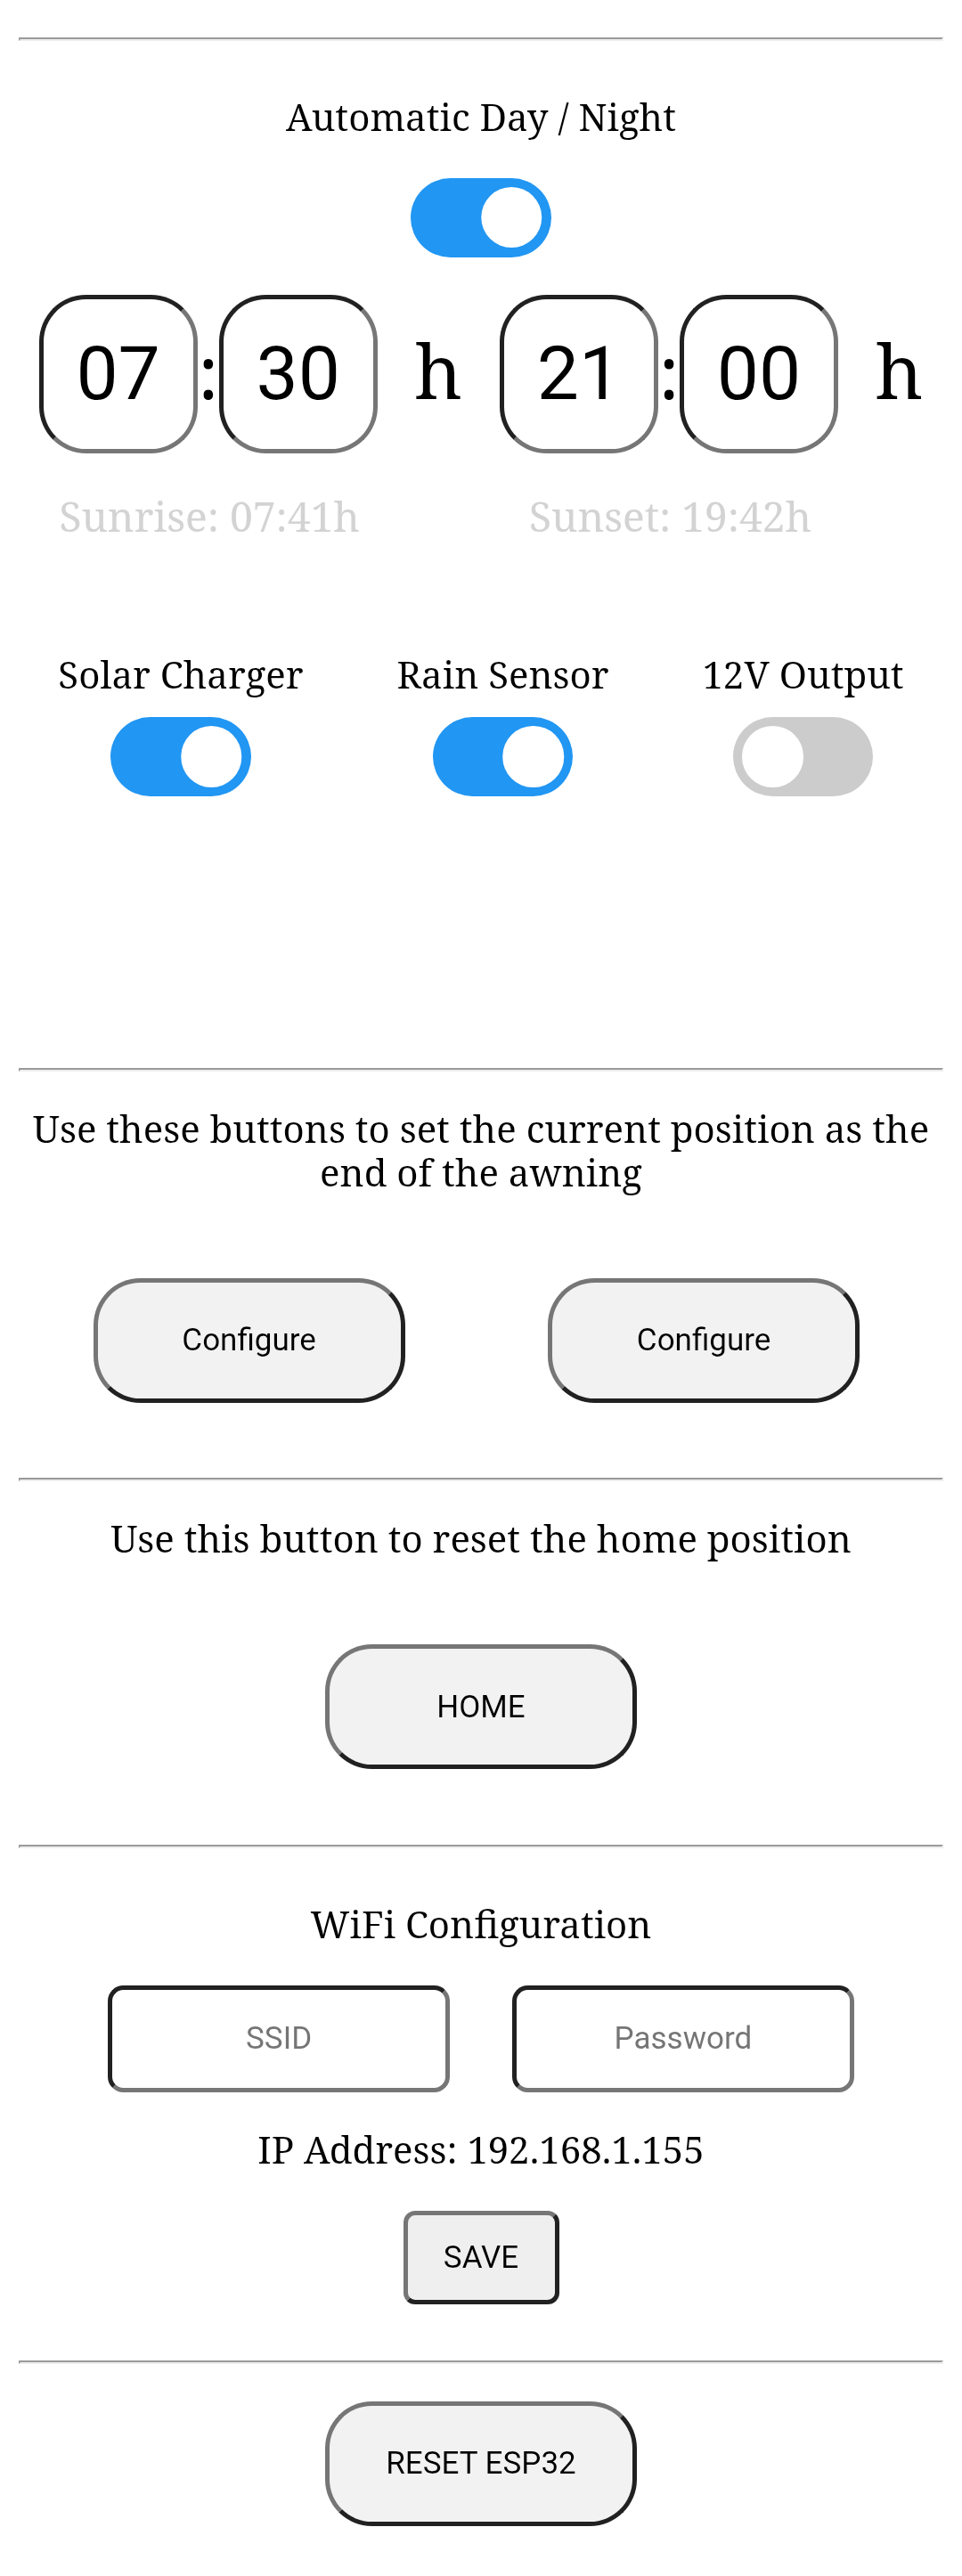 Automatic Day / Night
07 : 30 h 21 : 00 h
Sunrise: 07:41h Sunset: 19:42h
Solar Charger Rain Sensor 12V Output
Use these buttons to set the current position as the
end of the awning
Configure Configure
Use this button to reset the home position
HOME
WiFi Configuration
SSID Password
IP Address: 192.168.1.155
SAVE
RESET ESP32